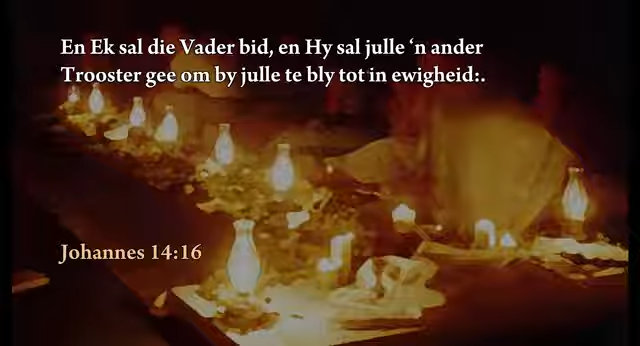 En Ek sal die Vader bid, en Hy sal julle ‘n ander
Trooster gee om by julle te bly tot in ewigheid:.
Johannes 14:16